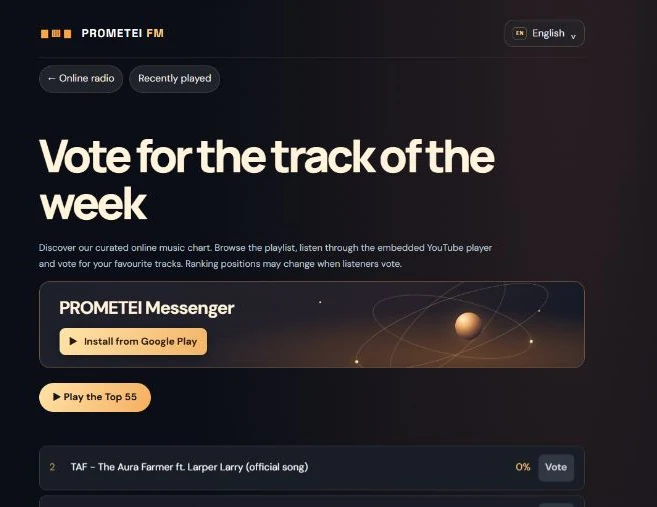 PROMETEI FM
EN English v
← Online radio
Recently played
Vote for the track of the
week
Discover our curated online music chart. Browse the playlist, listen through the embedded YouTube player
and vote for your favourite tracks. Ranking positions may change when listeners vote.
PROMETEI Messenger
▶ Install from Google Play
▶ Play the Top 55
2 TAF - The Aura Farmer ft. Larper Larry (official song) 0% Vote